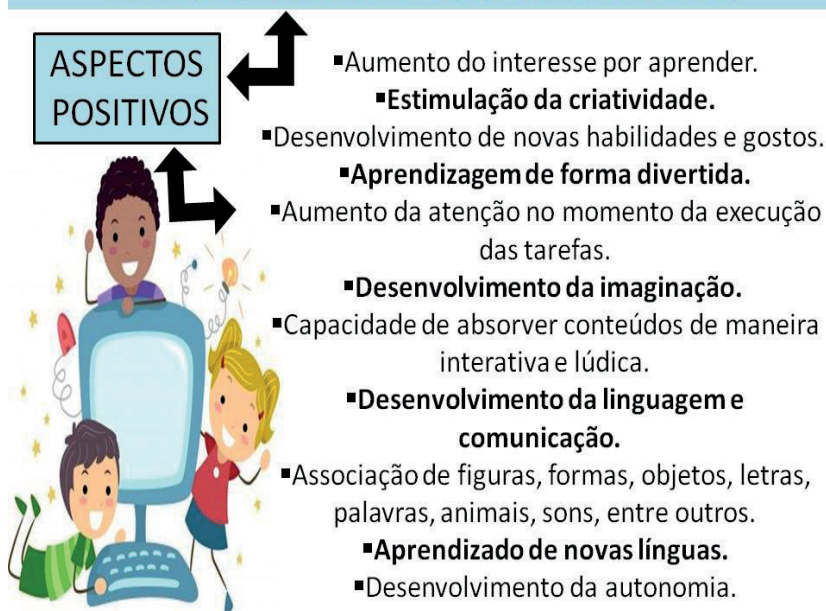 ASPECTOS
POSITIVOS
▪Aumento do interesse por aprender.
▪Estimulação da criatividade.
▪Desenvolvimento de novas habilidades e gostos.
▪Aprendizagem de forma divertida.
▪Aumento da atenção no momento da execução
das tarefas.
▪Desenvolvimento da imaginação.
▪Capacidade de absorver conteúdos de maneira
interativa e lúdica.
▪Desenvolvimento da linguagem e
comunicação.
▪Associação de figuras, formas, objetos, letras,
palavras, animais, sons, entre outros.
▪Aprendizado de novas línguas.
▪Desenvolvimento da autonomia.